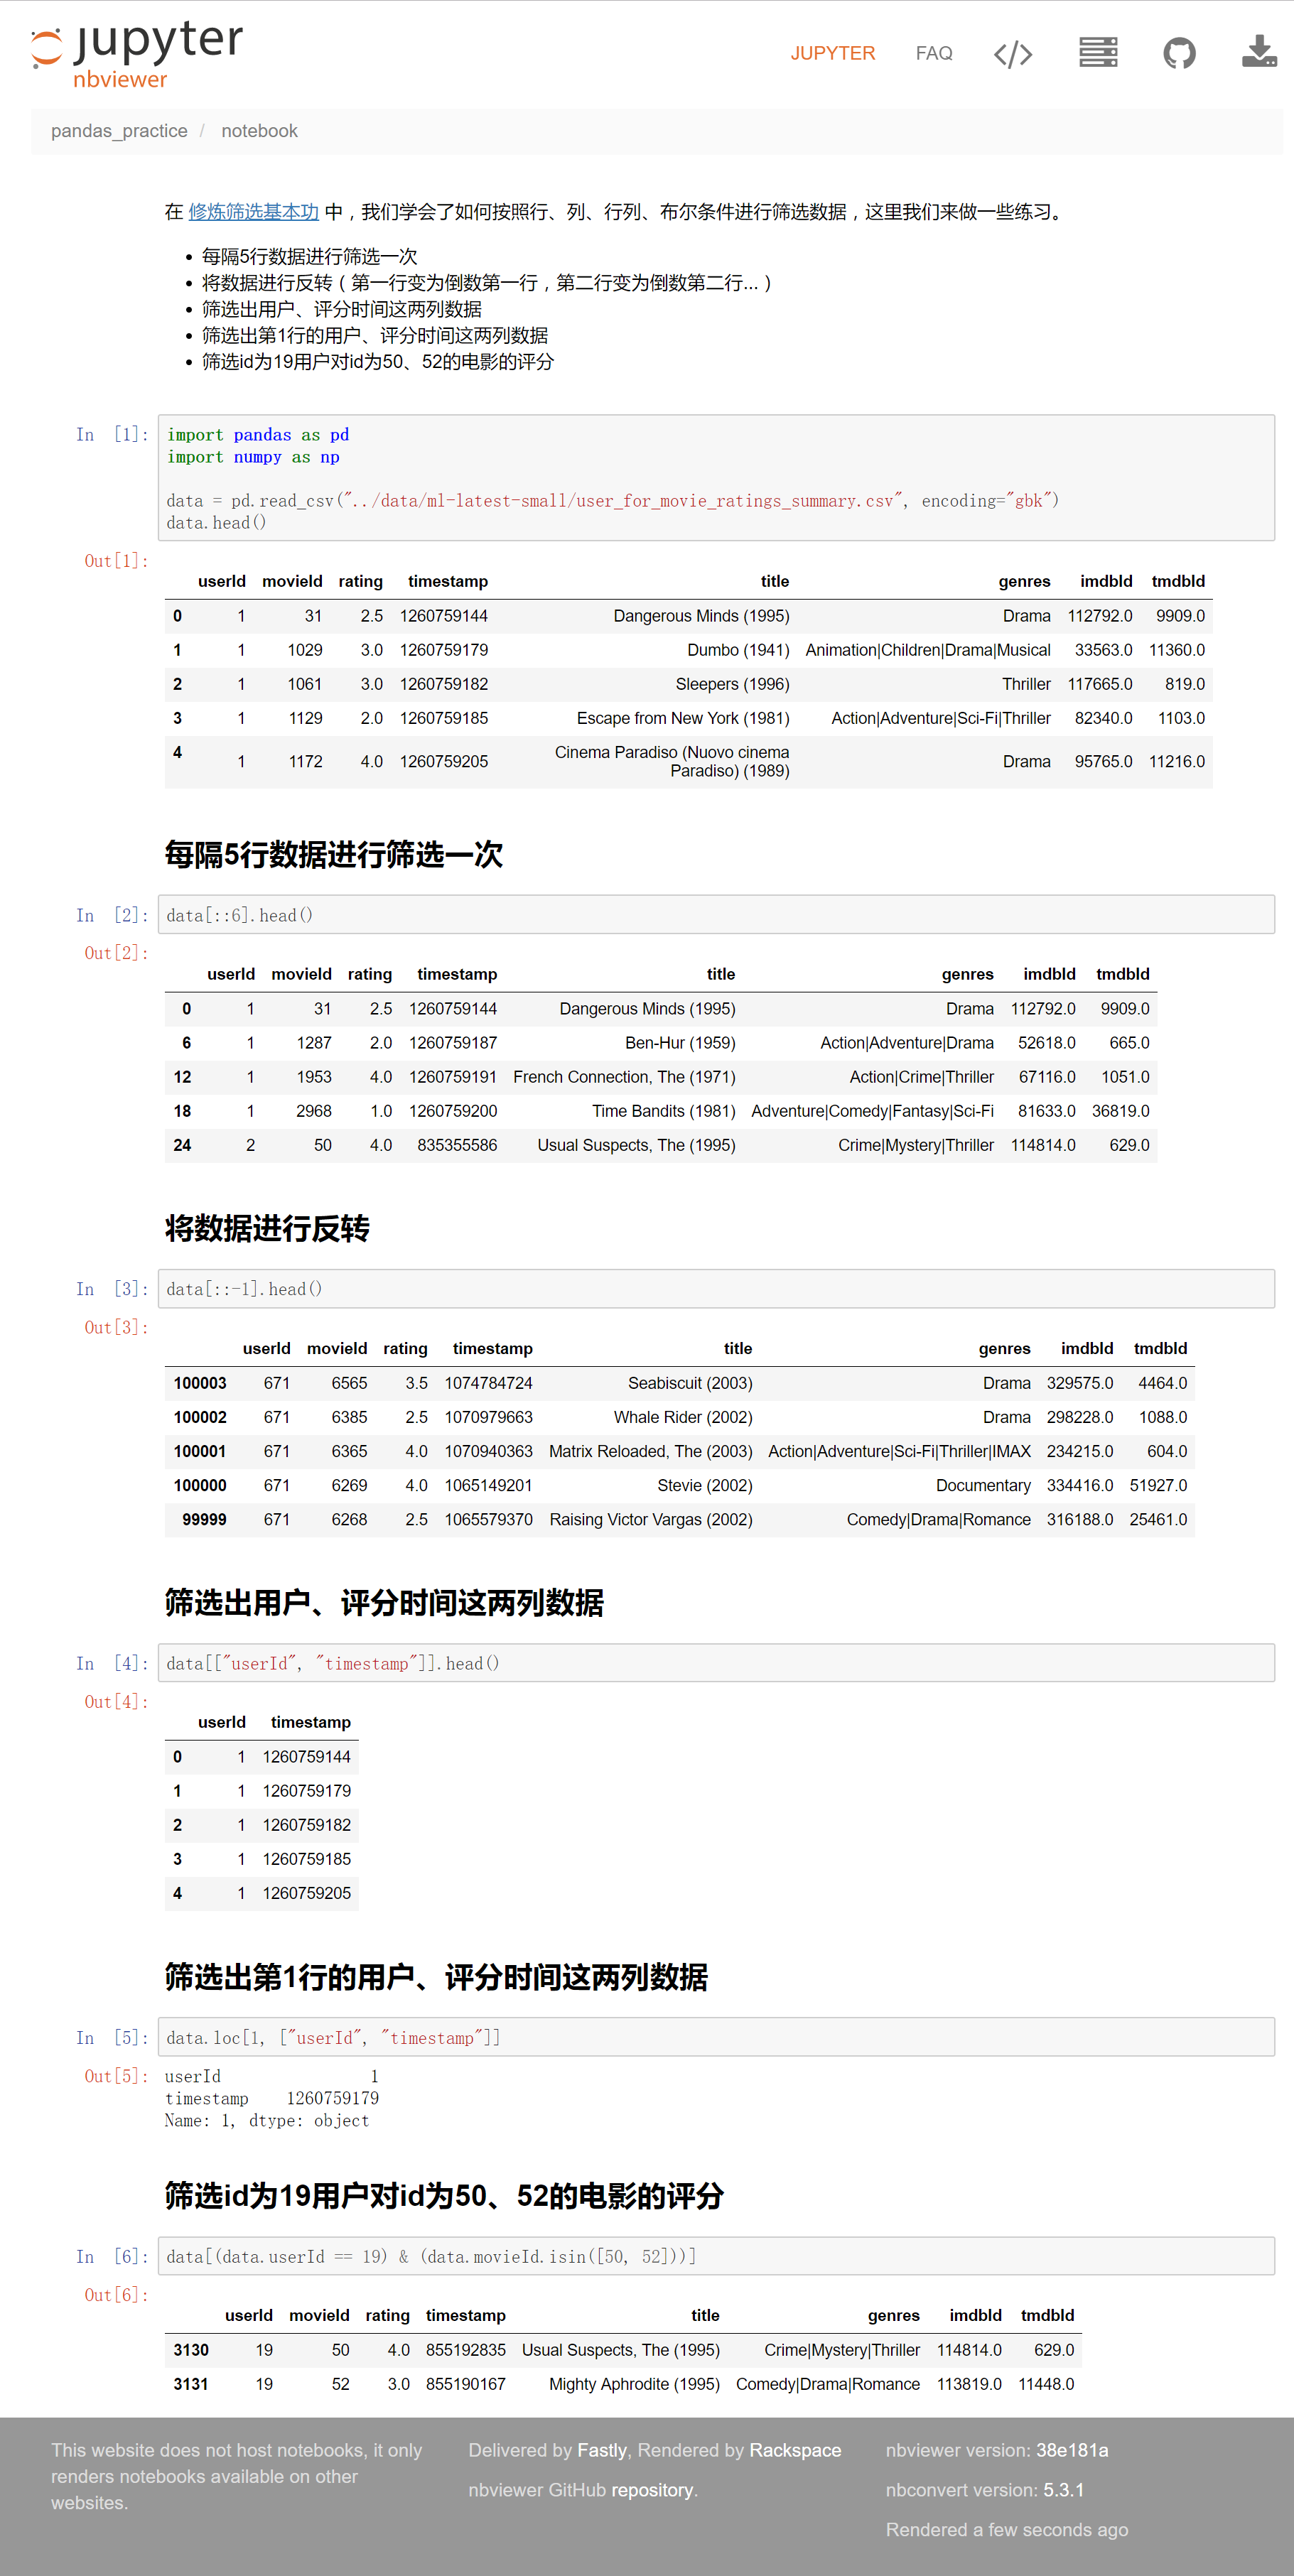 jupyter
nbviewer
JUPYTER FAQ
pandas_practice / notebook
在 修炼筛选基本功 中，我们学会了如何按照行、列、行列、布尔条件进行筛选数据，这里我们来做一些练习。
• 每隔5行数据进行筛选一次
• 将数据进行反转（第一行变为倒数第一行，第二行变为倒数第二行...）
• 筛选出用户、评分时间这两列数据
• 筛选出第1行的用户、评分时间这两列数据
• 筛选id为19用户对id为50、52的电影的评分
In [1]: import pandas as pd
import numpy as np
data = pd.read_csv("../data/ml-latest-small/user_for_movie_ratings_summary.csv", encoding="gbk")
data.head()
Out[1]:
userId movieId rating timestamp title genres imdbId tmdbId
0 1 31 2.5 1260759144 Dangerous Minds (1995) Drama 112792.0 9909.0
1 1 1029 3.0 1260759179 Dumbo (1941) Animation|Children|Drama|Musical 33563.0 11360.0
2 1 1061 3.0 1260759182 Sleepers (1996) Thriller 117665.0 819.0
3 1 1129 2.0 1260759185 Escape from New York (1981) Action|Adventure|Sci-Fi|Thriller 82340.0 1103.0
4 1 1172 4.0 1260759205 Cinema Paradiso (Nuovo cinema Paradiso) (1989) Drama 95765.0 11216.0
每隔5行数据进行筛选一次
In [2]: data[::6].head()
Out[2]:
userId movieId rating timestamp title genres imdbId tmdbId
0 1 31 2.5 1260759144 Dangerous Minds (1995) Drama 112792.0 9909.0
6 1 1287 2.0 1260759187 Ben-Hur (1959) Action|Adventure|Drama 52618.0 665.0
12 1 1953 4.0 1260759191 French Connection, The (1971) Action|Crime|Thriller 67116.0 1051.0
18 1 2968 1.0 1260759200 Time Bandits (1981) Adventure|Comedy|Fantasy|Sci-Fi 81633.0 36819.0
24 2 50 4.0 835355586 Usual Suspects, The (1995) Crime|Mystery|Thriller 114814.0 629.0
将数据进行反转
In [3]: data[::-1].head()
Out[3]:
userId movieId rating timestamp title genres imdbId tmdbId
100003 671 6565 3.5 1074784724 Seabiscuit (2003) Drama 329575.0 4464.0
100002 671 6385 2.5 1070979663 Whale Rider (2002) Drama 298228.0 1088.0
100001 671 6365 4.0 1070940363 Matrix Reloaded, The (2003) Action|Adventure|Sci-Fi|Thriller|IMAX 234215.0 604.0
100000 671 6269 4.0 1065149201 Stevie (2002) Documentary 334416.0 51927.0
99999 671 6268 2.5 1065579370 Raising Victor Vargas (2002) Comedy|Drama|Romance 316188.0 25461.0
筛选出用户、评分时间这两列数据
In [4]: data[["userId", "timestamp"]].head()
Out[4]:
userId timestamp
0 1 1260759144
1 1 1260759179
2 1 1260759182
3 1 1260759185
4 1 1260759205
筛选出第1行的用户、评分时间这两列数据
In [5]: data.loc[1, ["userId", "timestamp"]]
Out[5]: userId 1
timestamp 1260759179
Name: 1, dtype: object
筛选id为19用户对id为50、52的电影的评分
In [6]: data[(data.userId == 19) & (data.movieId.isin([50, 52]))]
Out[6]:
userId movieId rating timestamp title genres imdbId tmdbId
3130 19 50 4.0 855192835 Usual Suspects, The (1995) Crime|Mystery|Thriller 114814.0 629.0
3131 19 52 3.0 855190167 Mighty Aphrodite (1995) Comedy|Drama|Romance 113819.0 11448.0
This website does not host notebooks, it only
renders notebooks available on other
websites.
Delivered by Fastly, Rendered by Rackspace
nbviewer GitHub repository.
nbviewer version: 38e181a
nbconvert version: 5.3.1
Rendered a few seconds ago